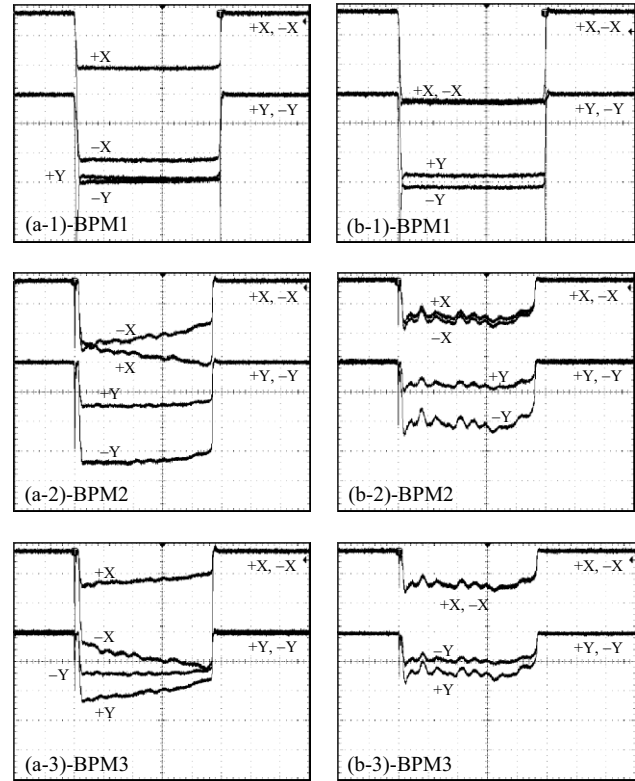 +X, –X
+X
+Y, –Y
–X
+Y
–Y
(a-1)-BPM1
+X,–X
+X, –X
+Y, –Y
+Y
–Y
(b-1)-BPM1
+X, –X
–X
+X
+Y, –Y
+Y
–Y
(a-2)-BPM2
+X, –X
+X
–X
+Y, –Y
+Y
–Y
(b-2)-BPM2
+X, –X
+X
–X
+Y, –Y
–Y
+Y
(a-3)-BPM3
+X, –X
+X, –X
+Y, –Y
–Y
+Y
(b-3)-BPM3